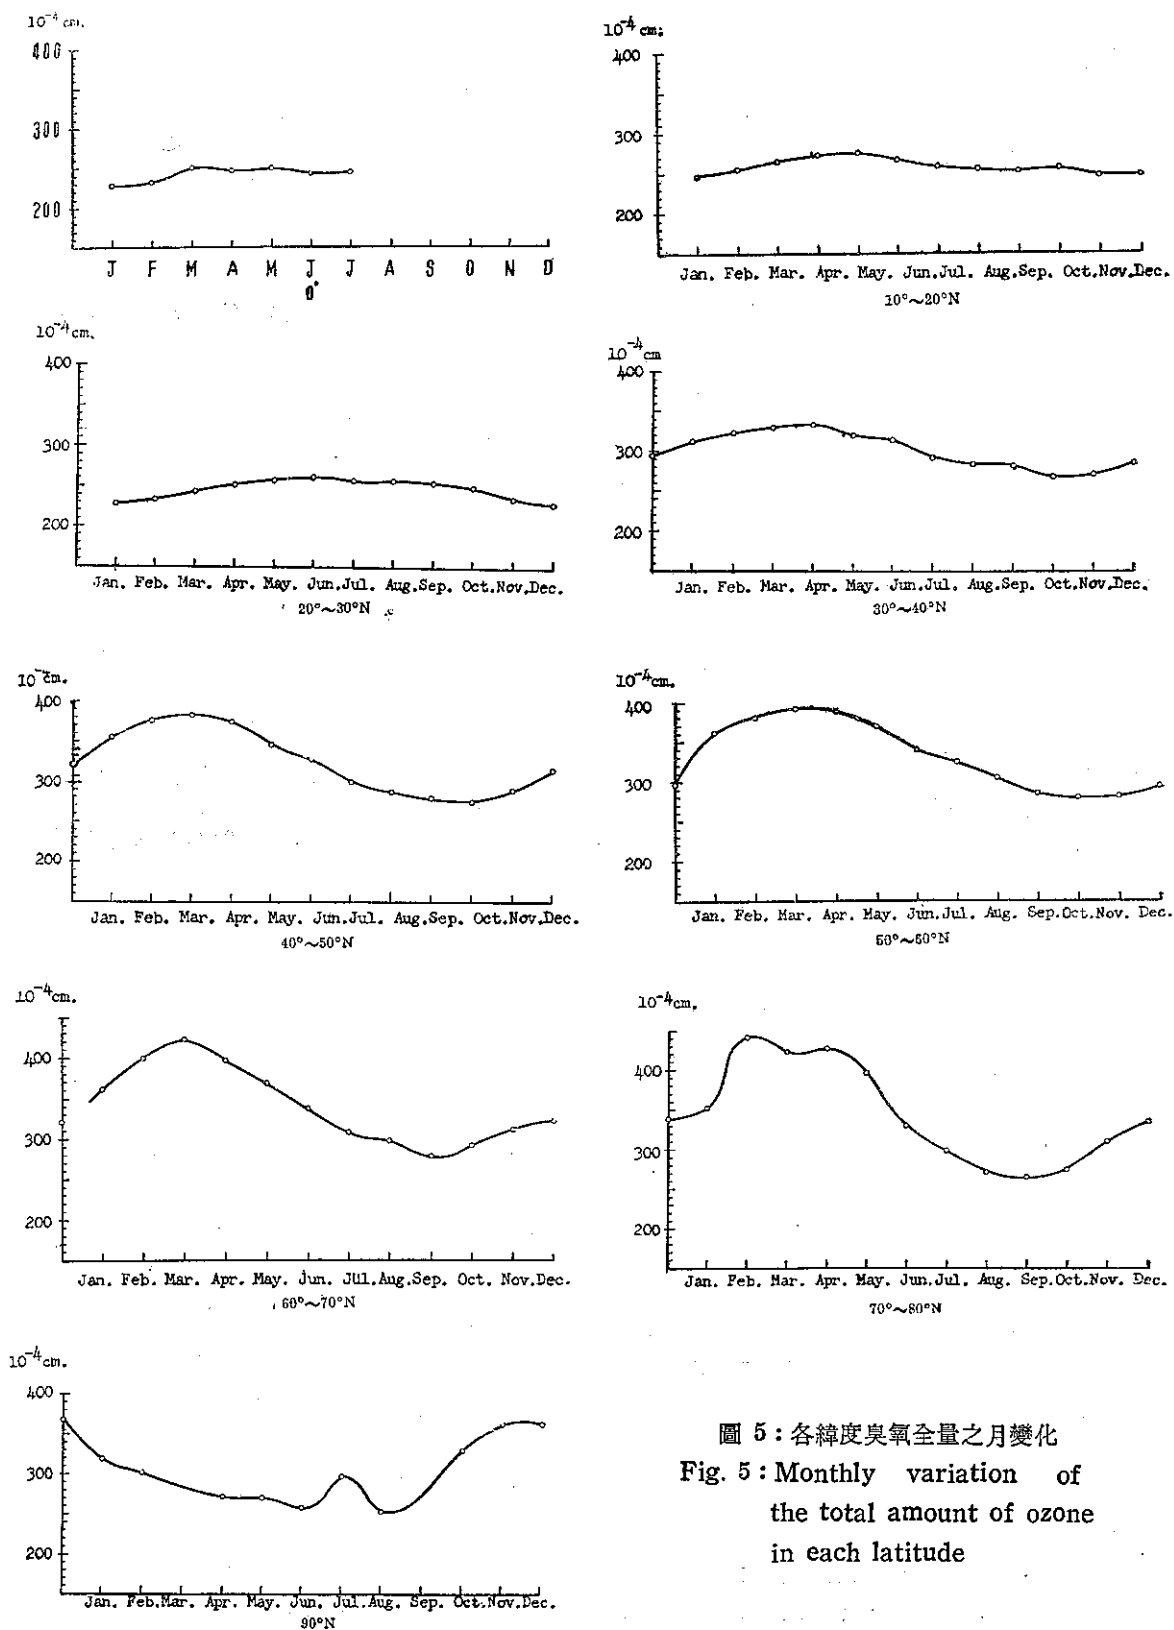 10⁻⁴ cm.
400
300
200
J F M A M J J A S O N D
0°
10⁻⁴ cm.
400
300
200
Jan. Feb. Mar. Apr. May. Jun. Jul. Aug. Sep. Oct. Nov. Dec.
10°~20°N
10⁻⁴ cm.
400
300
200
Jan. Feb. Mar. Apr. May. Jun. Jul. Aug. Sep. Oct. Nov. Dec.
20°~30°N
10⁻⁴ cm
400
300
200
Jan. Feb. Mar. Apr. May. Jun. Jul. Aug. Sep. Oct. Nov. Dec.
30°~40°N
10⁻⁴ cm.
400
300
200
Jan. Feb. Mar. Apr. May. Jun. Jul. Aug. Sep. Oct. Nov. Dec.
40°~50°N
10⁻⁴ cm.
400
300
200
Jan. Feb. Mar. Apr. May. Jun. Jul. Aug. Sep. Oct. Nov. Dec.
10⁻⁴ cm.
400
300
200
Jan. Feb. Mar. Apr. May. Jun. Jul. Aug. Sep. Oct. Nov. Dec.
60°~70°N
10⁻⁴ cm.
400
300
200
Jan. Feb. Mar. Apr. May. Jun. Jul. Aug. Sep. Oct. Nov. Dec.
70°~80°N
10⁻⁴ cm.
400
300
200
Jan. Feb. Mar. Apr. May. Jun. Jul. Aug. Sep. Oct. Nov. Dec.
90°N
圖 5：各緯度臭氧全量之月變化
Fig. 5 : Monthly variation of
the total amount of ozone
in each latitude